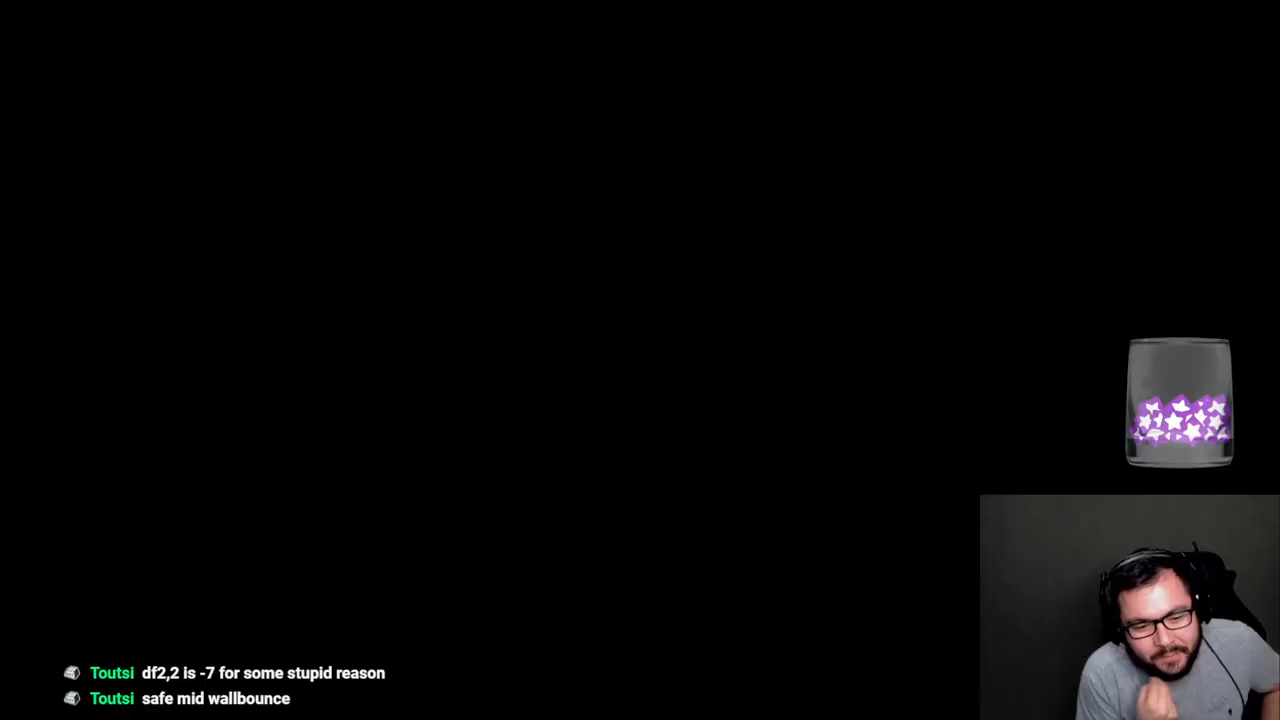 Toutsi df2,2 is -7 for some stupid reason
Toutsi safe mid wallbounce